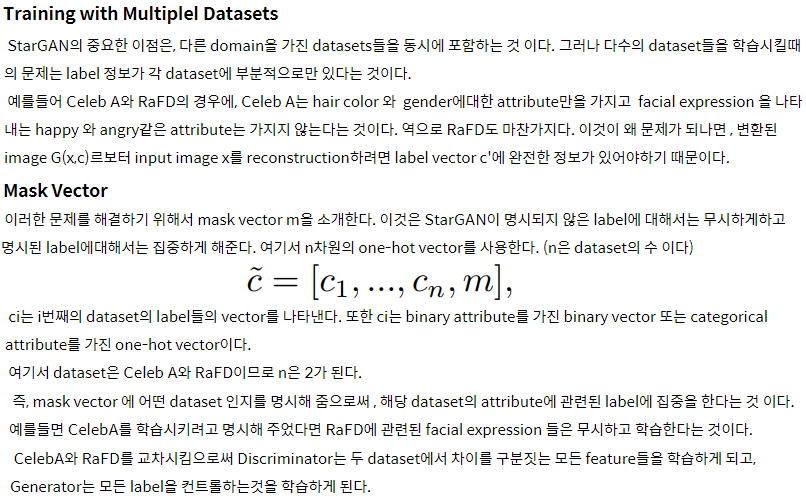 Training with Multiplel Datasets
StarGAN의 중요한 이점은, 다른 domain을 가진 datasets들을 동시에 포함하는 것 이다. 그러나 다수의 dataset들을 학습시킬때
의 문제는 label 정보가 각 dataset에 부분적으로만 있다는 것이다.
예를들어 Celeb A와 RaFD의 경우에, Celeb A는 hair color 와 gender에대한 attribute만을 가지고 facial expression 을 나타
내는 happy 와 angry같은 attribute는 가지지 않는다는 것이다. 역으로 RaFD도 마찬가지다. 이것이 왜 문제가 되냐면 , 변환된
image G(x,c)르보터 input image x를 reconstruction하려면 label vector c'에 완전한 정보가 있어야하기 때문이다.
Mask Vector
이러한 문제를 해결하기 위해서 mask vector m을 소개한다. 이것은 StarGAN이 명시되지 않은 label에 대해서는 무시하게하고
명시된 label에대해서는 집중하게 해준다. 여기서 n차원의 one-hot vector를 사용한다. (n은 dataset의 수 이다)
c̃ = [c₁, ..., cₙ, m],
ci는 i번째의 dataset의 label들의 vector를 나타낸다. 또한 ci는 binary attribute를 가진 binary vector 또는 categorical
attribute를 가진 one-hot vector이다.
여기서 dataset은 Celeb A와 RaFD이므로 n은 2가 된다.
즉, mask vector 에 어떤 dataset 인지를 명시해 줌으로써 , 해당 dataset의 attribute에 관련된 label에 집중을 한다는 것 이다.
예를들면 CelebA를 학습시키려고 명시해 주었다면 RaFD에 관련된 facial expression 들은 무시하고 학습한다는 것이다.
CelebA와 RaFD를 교차시킴으로써 Discriminator는 두 dataset에서 차이를 구분짓는 모든 feature들을 학습하게 되고,
Generator는 모든 label을 컨트롤하는것을 학습하게 된다.